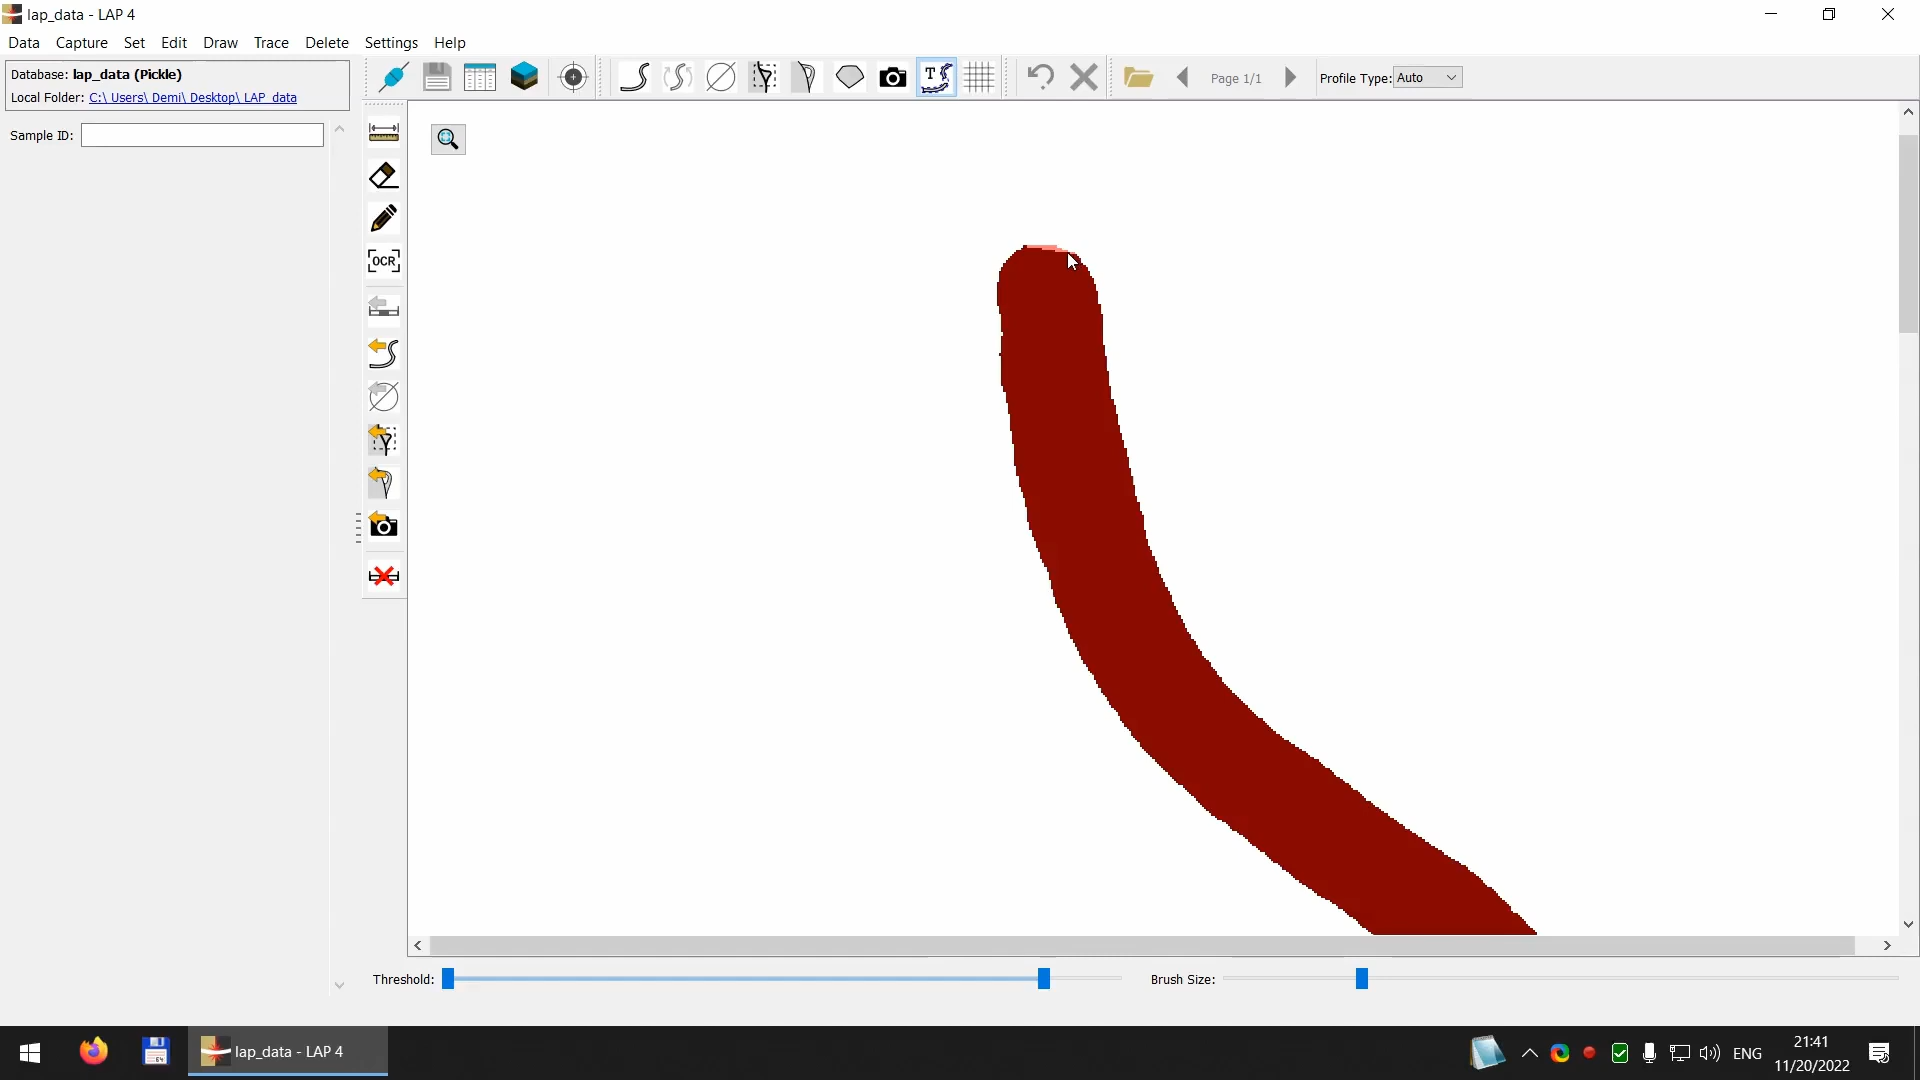 lap_data - LAP 4
Data Capture Set Edit Draw Trace Delete Settings Help
Database: lap_data (Pickle)
Local Folder: C:\ Users\ Demi\ Desktop\ LAP_data
T
Page 1/1
Profile Type: Auto
Sample ID:
OCR
Threshold:
Brush Size:
64
lap_data - LAP 4
ENG
21:41
11/20/2022